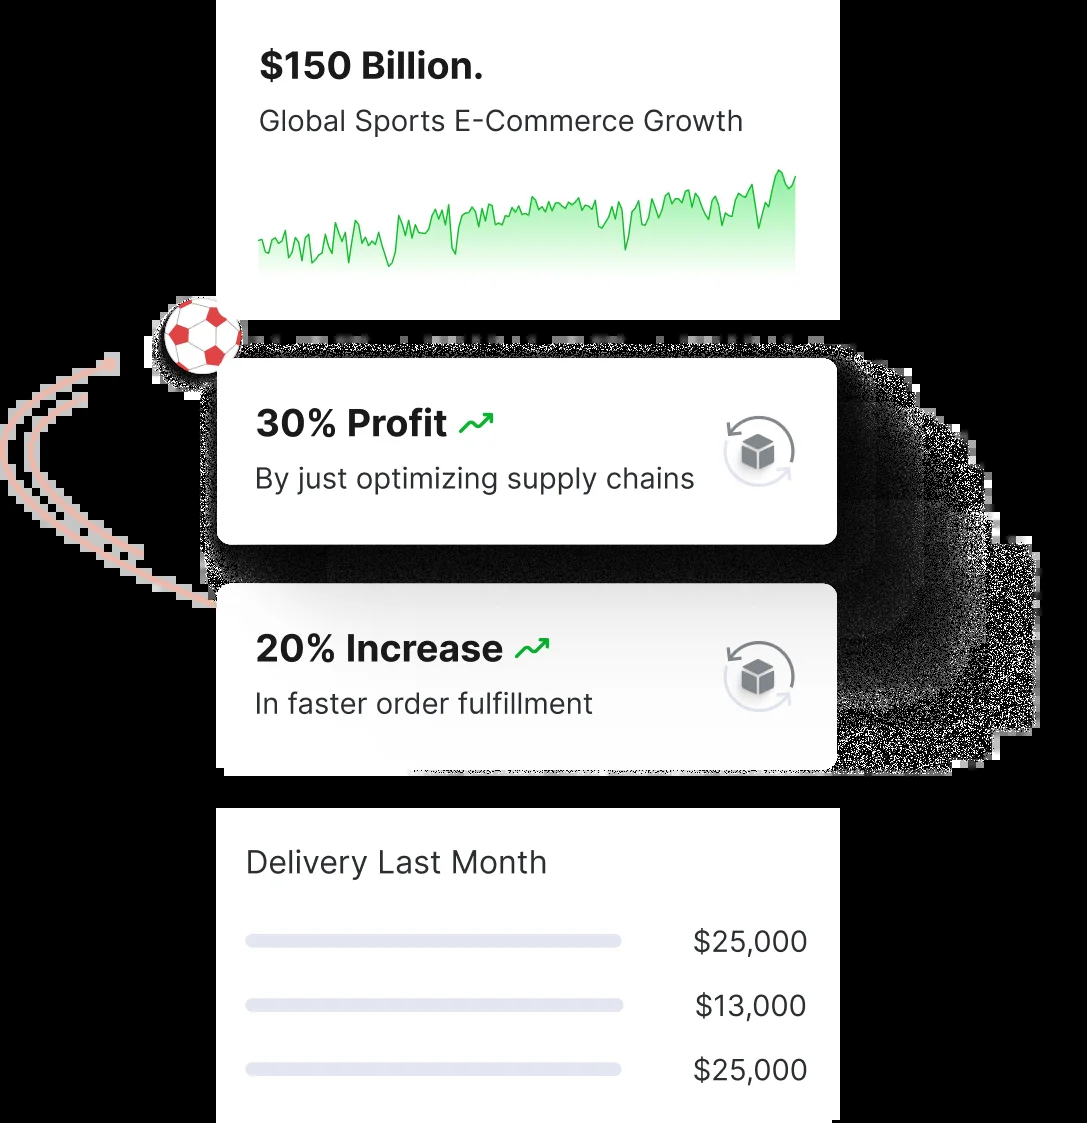 $150 Billion.
Global Sports E-Commerce Growth
30% Profit
By just optimizing supply chains
20% Increase
In faster order fulfillment
Delivery Last Month
$25,000
$13,000
$25,000